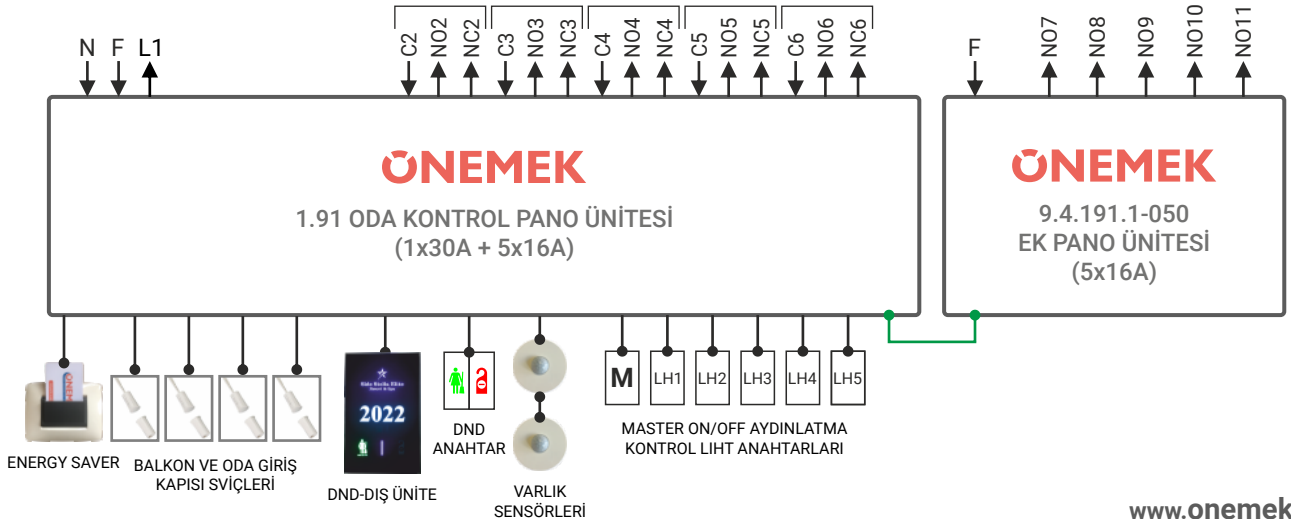 N F L1 C2 NO2 NC2 C3 NO3 NC3 C4 NO4 NC4 C5 NO5 NC5 C6 NO6 NC6
F NO7 NO8 NO9 NO10 NO11
ÖNEMEK
1.91 ODA KONTROL PANO ÜNİTESİ
(1x30A + 5x16A)
ÖNEMEK
9.4.191.1-050
EK PANO ÜNİTESİ
(5x16A)
ENERGY SAVER
BALKON VE ODA GİRİŞ
KAPISI SVİÇLERİ
2022
DND-DIŞ ÜNİTE
DND
ANAHTAR
VARLIK
SENSÖRLERİ
M LH1 LH2 LH3 LH4 LH5
MASTER ON/OFF AYDINLATMA
KONTROL LIHT ANAHTARLARI
www.onemek